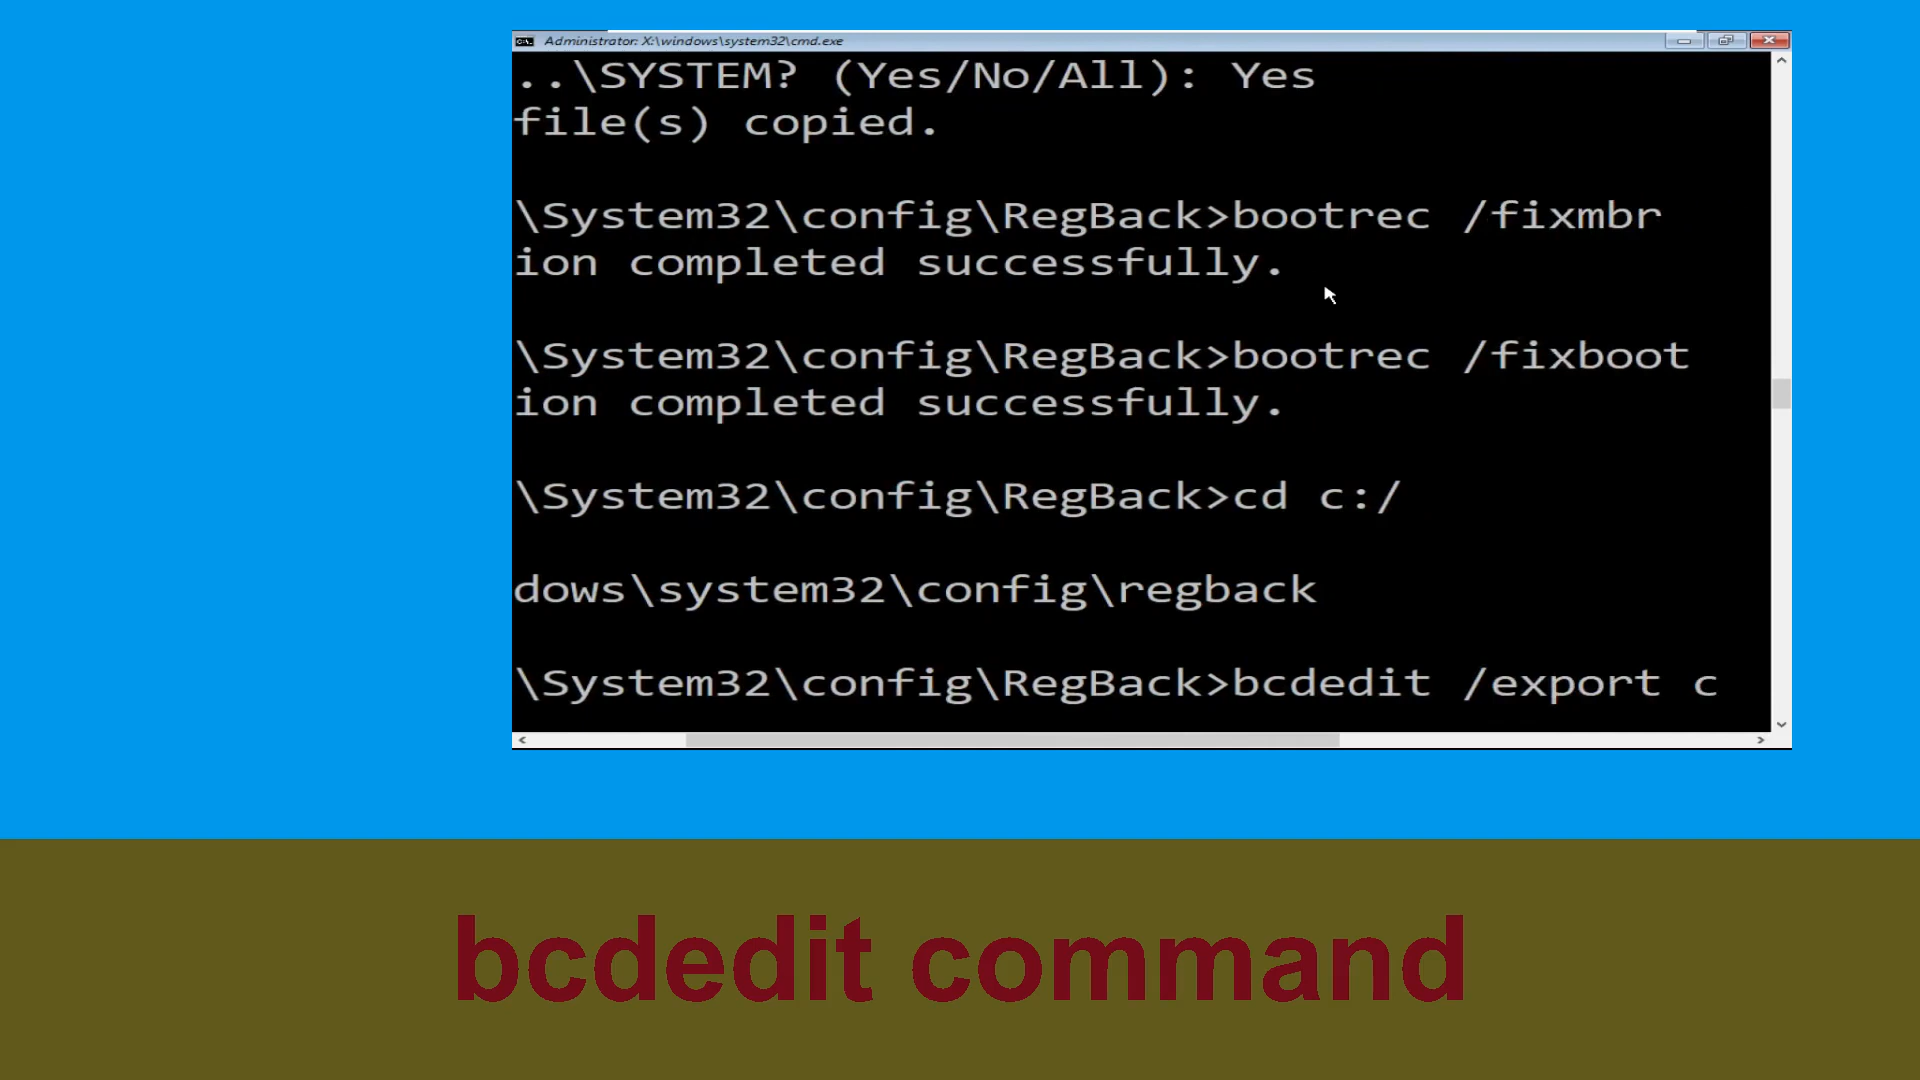 Administrator: X:\windows\system32\cmd.exe
..\SYSTEM? (Yes/No/All): Yes
file(s) copied.
\System32\config\RegBack>bootrec /fixmbr
ion completed successfully.
\System32\config\RegBack>bootrec /fixboot
ion completed successfully.
\System32\config\RegBack>cd c:/
dows\system32\config\regback
\System32\config\RegBack>bcdedit /export c
bcdedit command